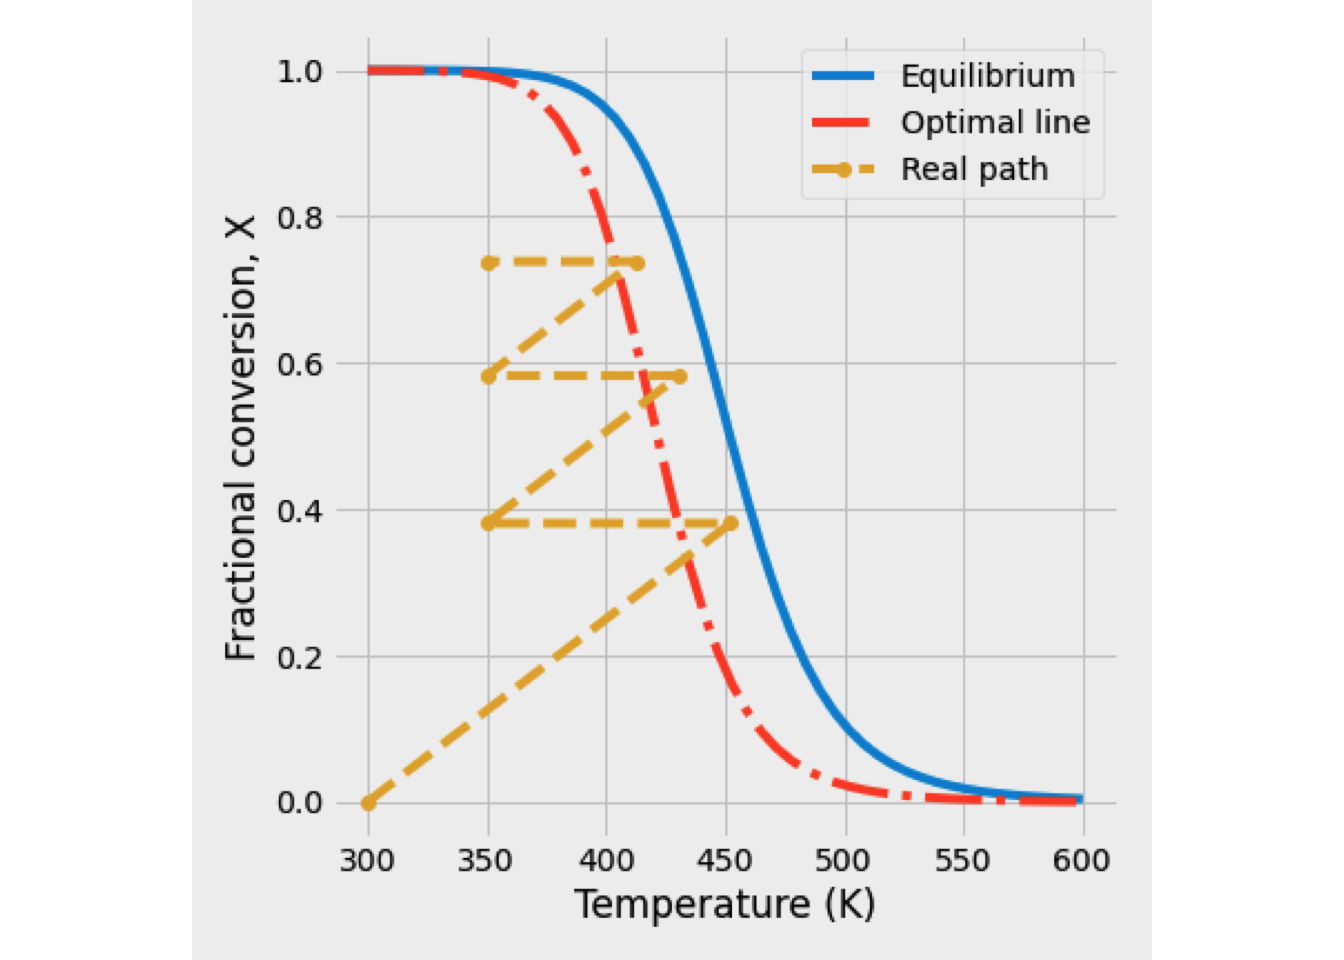 1.0
0.8
0.6
0.4
0.2
0.0
Fractional conversion, X
Equilibrium
Optimal line
Real path
300 350 400 450 500 550 600
Temperature (K)